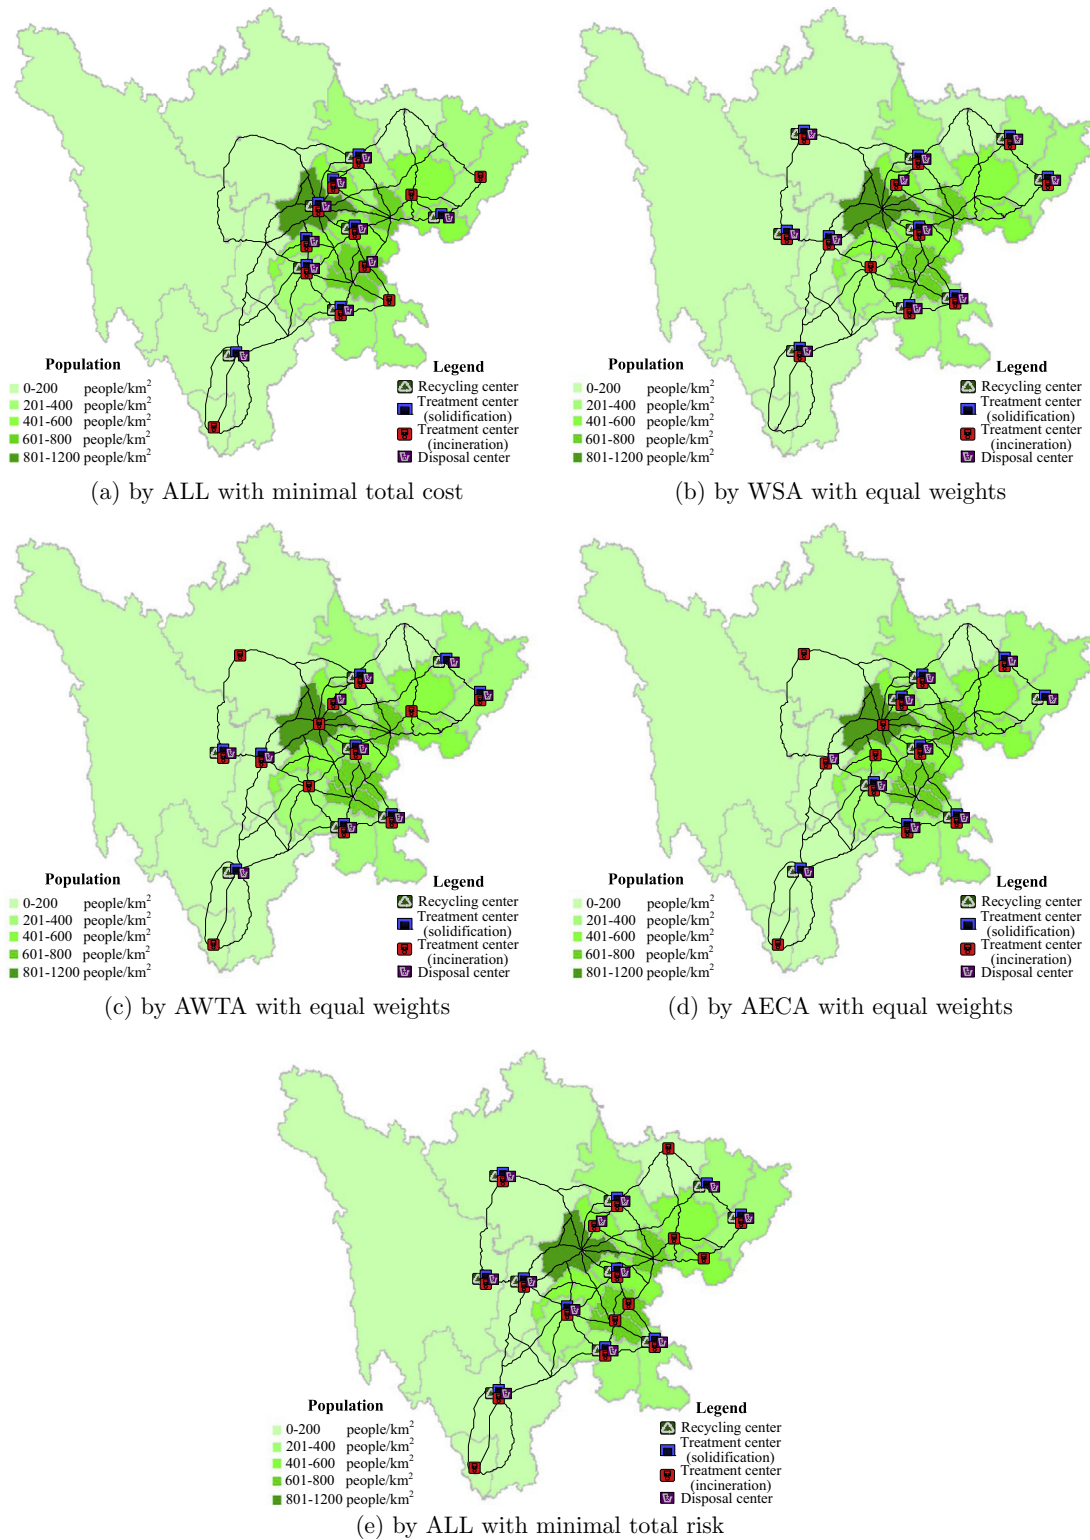 Population
0-200 people/km²
201-400 people/km²
401-600 people/km²
601-800 people/km²
801-1200 people/km²
Legend
Recycling center
Treatment center
(solidification)
Treatment center
(incineration)
Disposal center
(a) by ALL with minimal total cost
Population
0-200 people/km²
201-400 people/km²
401-600 people/km²
601-800 people/km²
801-1200 people/km²
Legend
Recycling center
Treatment center
(solidification)
Treatment center
(incineration)
Disposal center
(b) by WSA with equal weights
Population
0-200 people/km²
201-400 people/km²
401-600 people/km²
601-800 people/km²
801-1200 people/km²
Legend
Recycling center
Treatment center
(solidification)
Treatment center
(incineration)
Disposal center
(c) by AWTA with equal weights
Population
0-200 people/km²
201-400 people/km²
401-600 people/km²
601-800 people/km²
801-1200 people/km²
Legend
Recycling center
Treatment center
(solidification)
Treatment center
(incineration)
Disposal center
(d) by AECA with equal weights
Population
0-200 people/km²
201-400 people/km²
401-600 people/km²
601-800 people/km²
801-1200 people/km²
Legend
Recycling center
Treatment center
(solidification)
Treatment center
(incineration)
Disposal center
(e) by ALL with minimal total risk